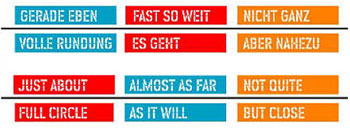 GERADE EBEN FAST SO WEIT NICHT GANZ
VOLLE RUNDUNG ES GEHT ABER NAHEZU
JUST ABOUT ALMOST AS FAR NOT QUITE
FULL CIRCLE AS IT WILL BUT CLOSE